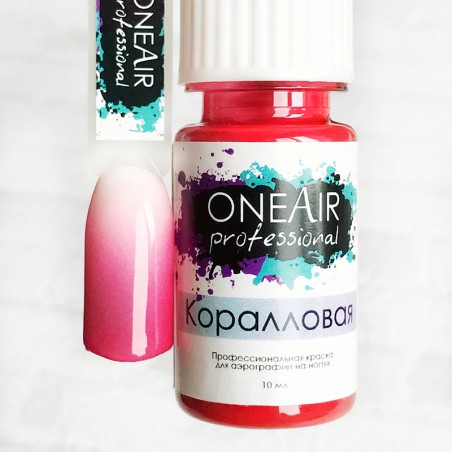 ONEAIR
professional
ONEAIR
professional
Коралловая
Профессиональная краска
для аэрографии на ногтях
10 мл.